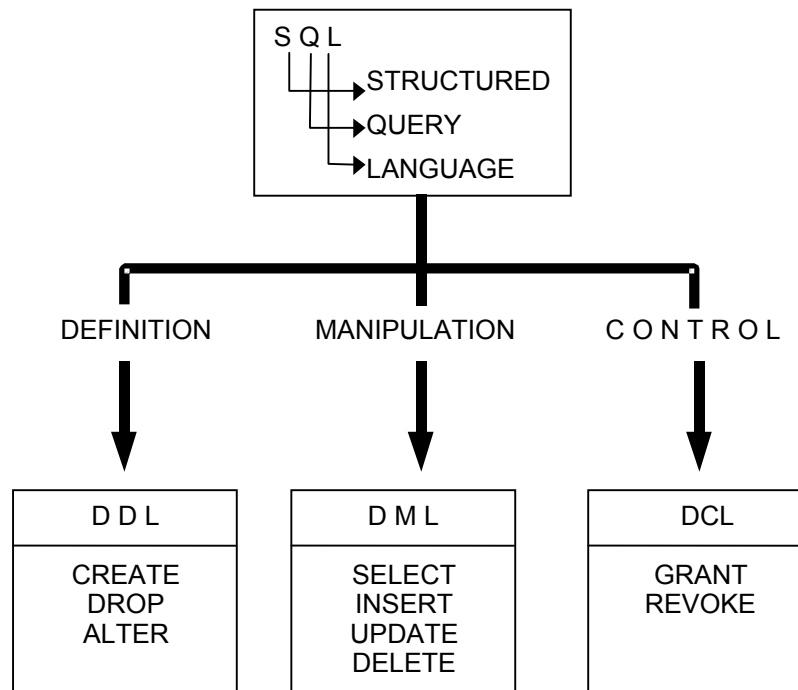 S Q L
STRUCTURED
QUERY
LANGUAGE
DEFINITION
MANIPULATION
C O N T R O L
D D L
CREATE
DROP
ALTER
D M L
SELECT
INSERT
UPDATE
DELETE
DCL
GRANT
REVOKE